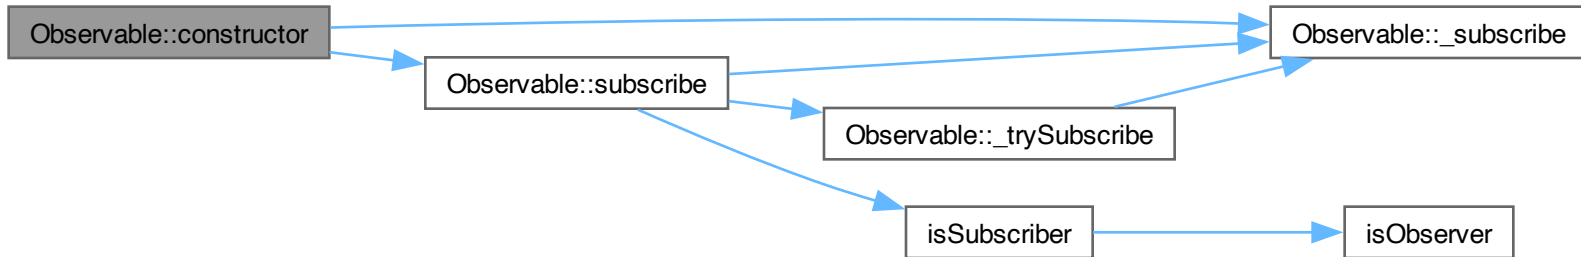 Observable::constructor
Observable::_subscribe
Observable::subscribe
Observable::_trySubscribe
isSubscriber
isObserver